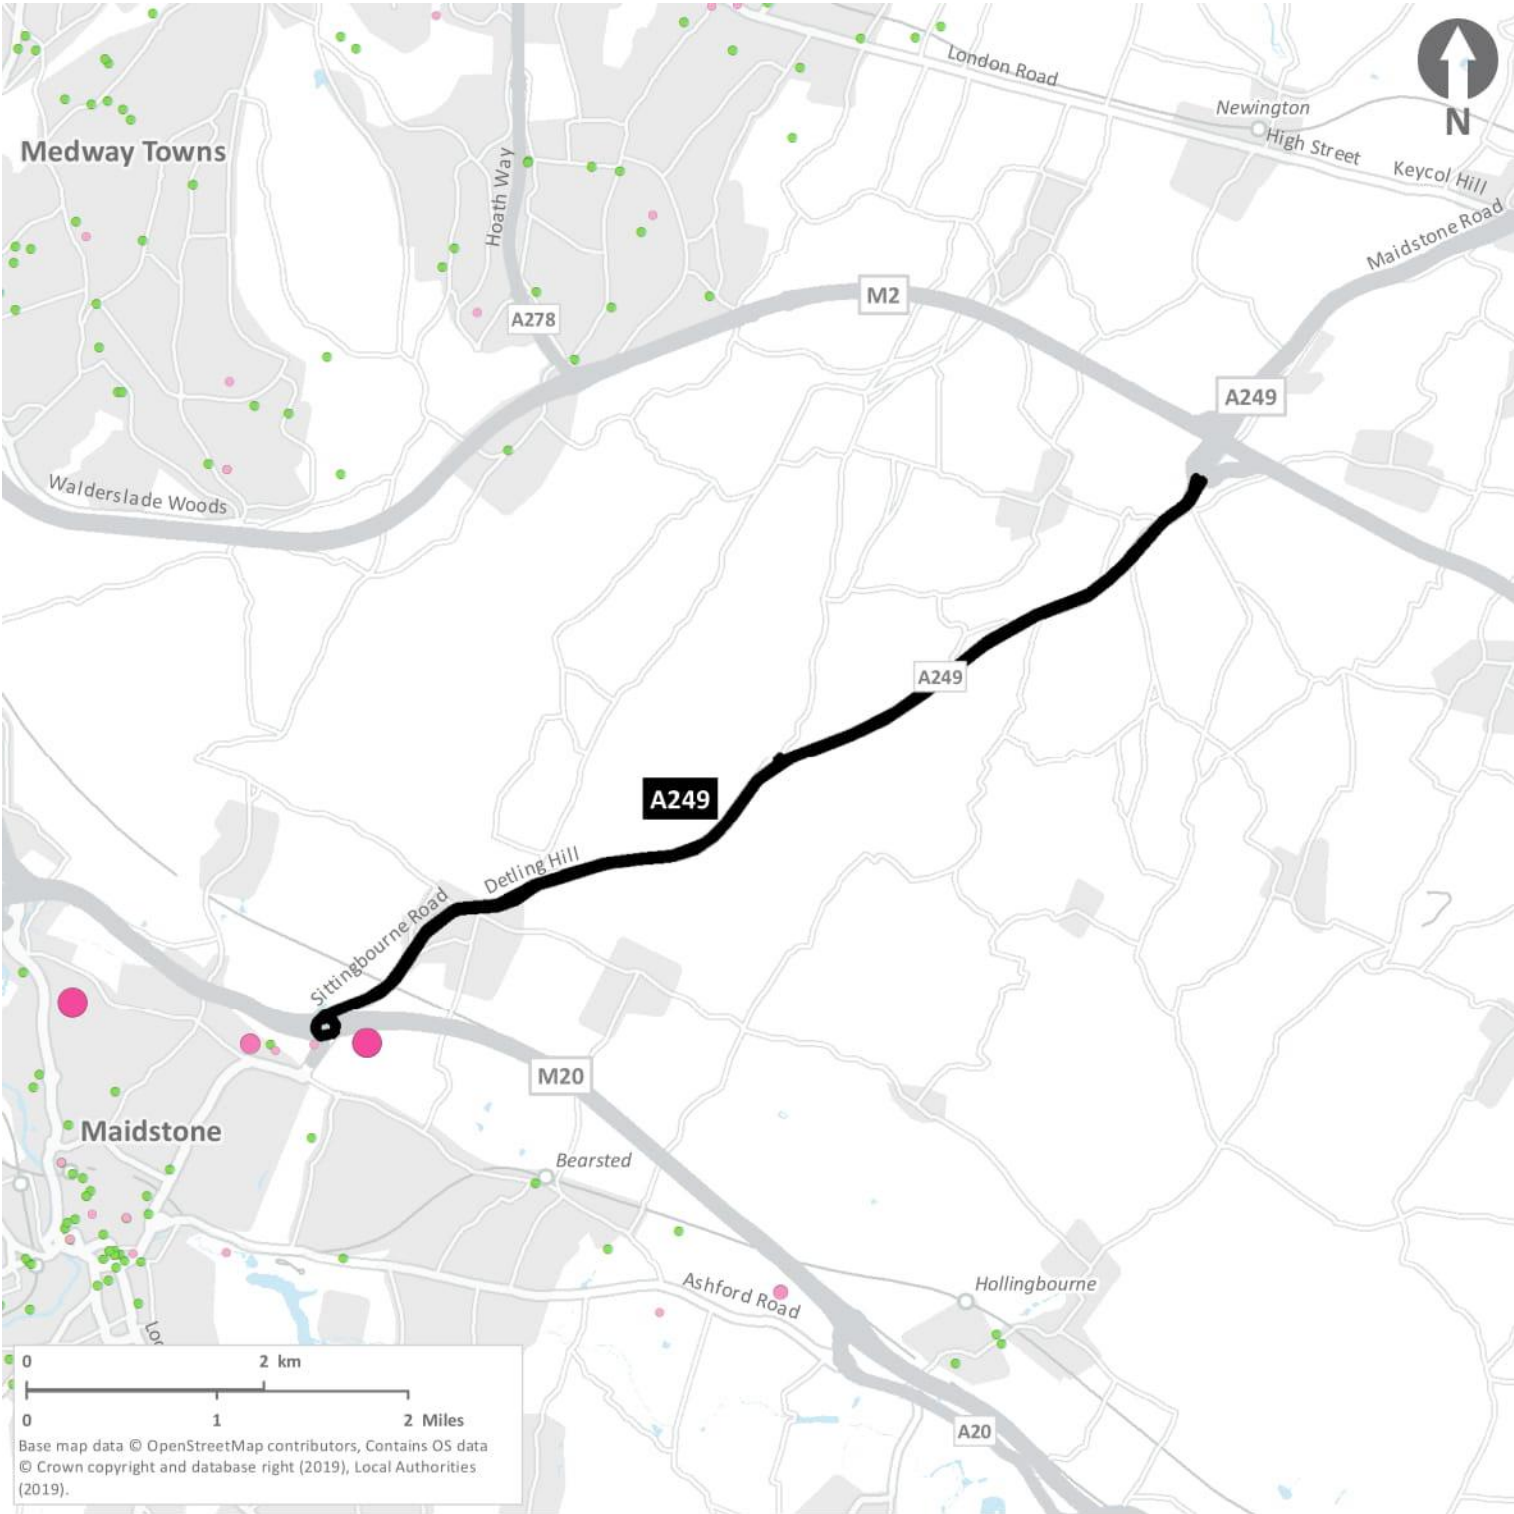 London Road
Newington
N
High Street
Medway Towns
Keycol Hill
Hoath Way
Maidstone Road
M2
A278
A249
Walderslade Woods
A249
A249
Detling Hill
Sittingbourne Road
M20
Maidstone
Bearsted
Ashford Road
Hollingbourne
Loc
0 2 km
0 1 2 Miles
A20
Base map data © OpenStreetMap contributors, Contains OS data
© Crown copyright and database right (2019), Local Authorities
(2019).